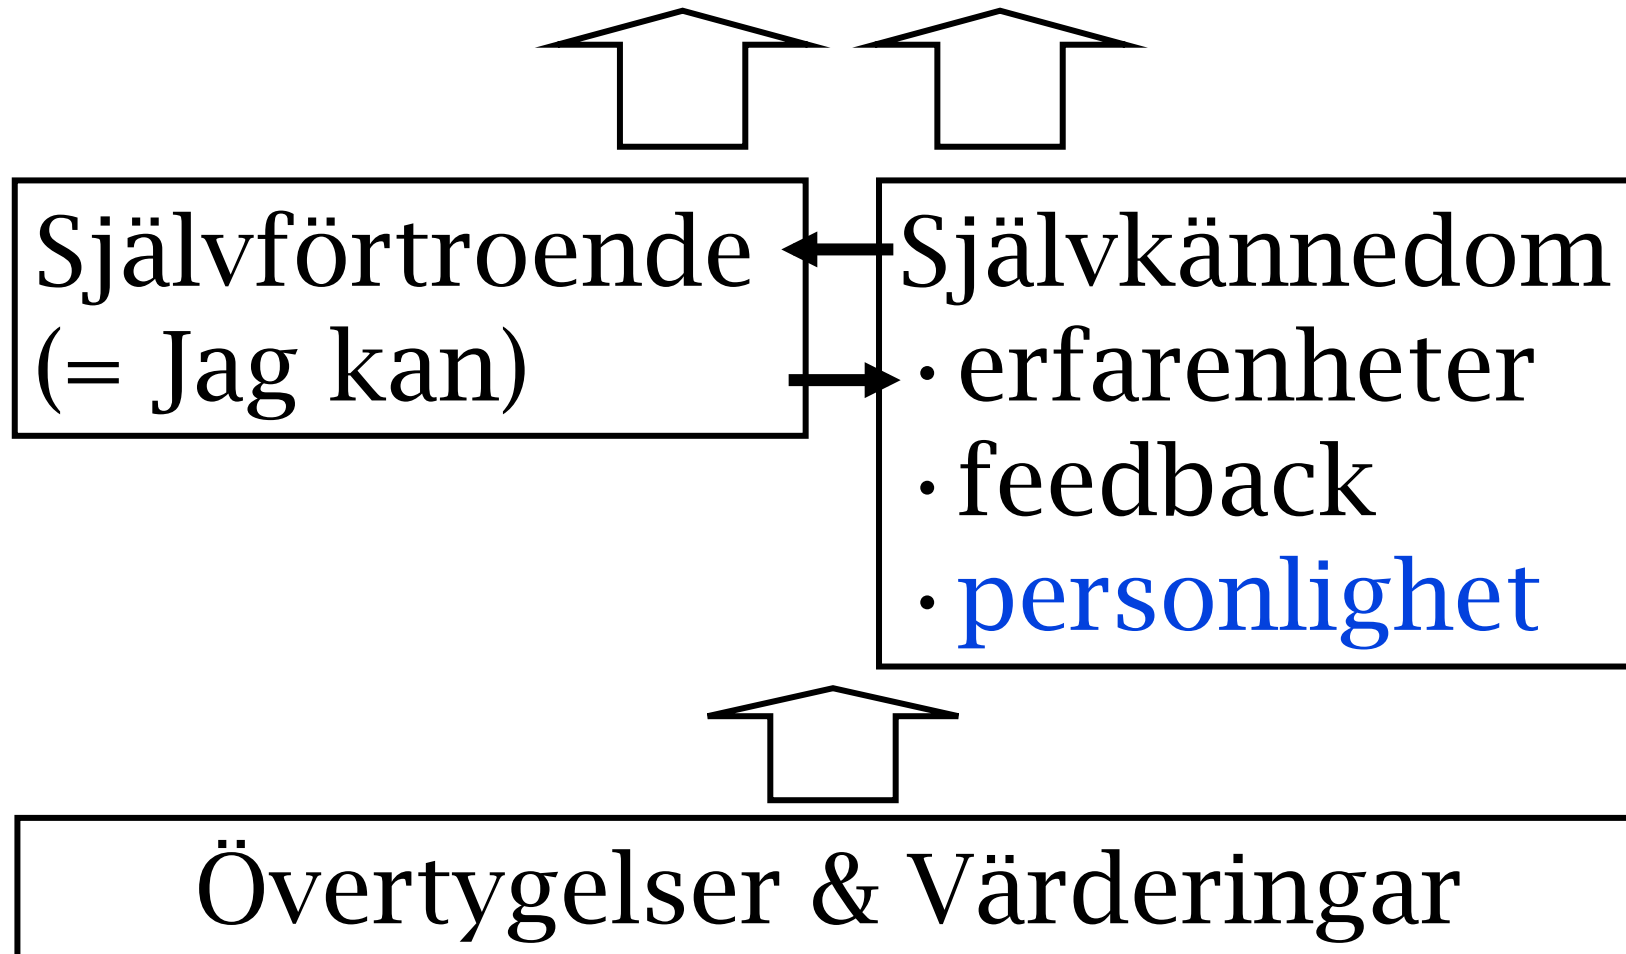 Självförtroende
(= Jag kan)
Självkännedom
· erfarenheter
· feedback
· personlighet
Övertygelser & Värderingar